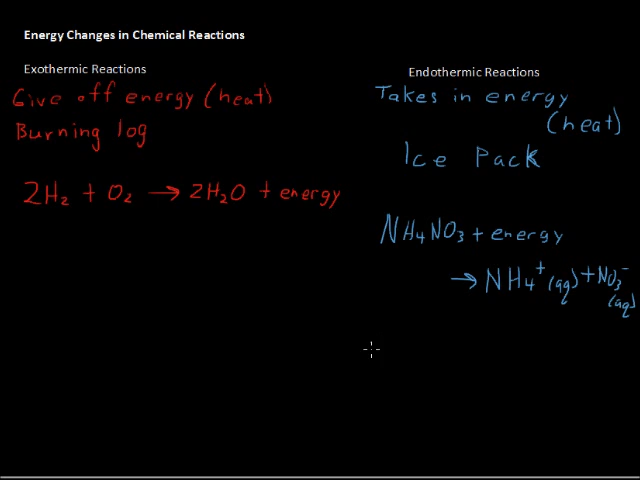 Energy Changes in Chemical Reactions
Exothermic Reactions
Give off energy (heat)
Burning log
2H₂ + O₂ → 2H₂O + energy
Endothermic Reactions
Takes in energy
(heat)
Ice Pack
NH₄NO₃ + energy
→ NH₄⁺ (aq) + NO₃⁻
(aq)